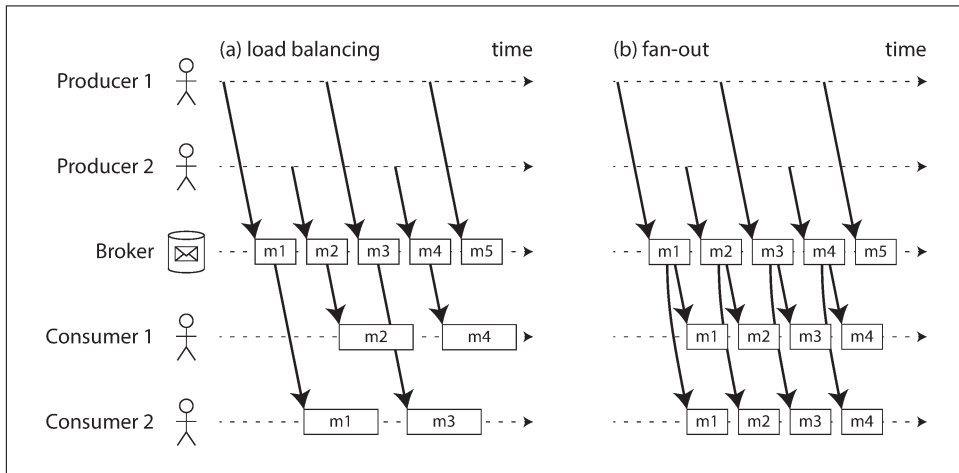 (a) load balancing time (b) fan-out time
Producer 1
Producer 2
Broker m1 m2 m3 m4 m5 m1 m2 m3 m4 m5
Consumer 1 m2 m4 m1 m2 m3 m4
Consumer 2 m1 m3 m1 m2 m3 m4